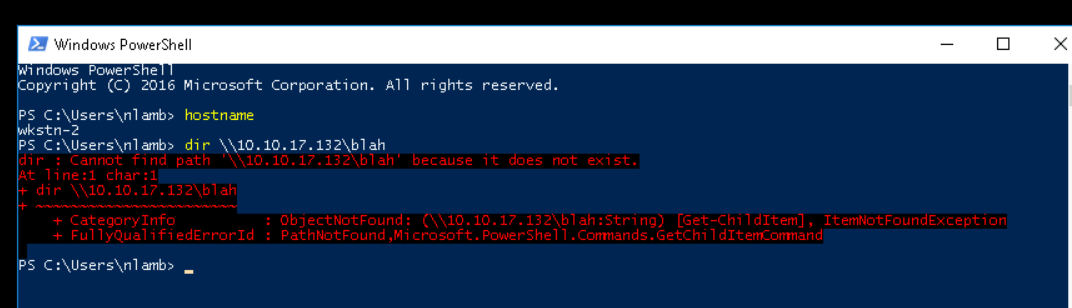 Windows PowerShell
Windows PowerShell
Copyright (C) 2016 Microsoft Corporation. All rights reserved.
PS C:\Users\nlamb> hostname
wkstn-2
PS C:\Users\nlamb> dir \\10.10.17.132\blah
dir : Cannot find path '\\10.10.17.132\blah' because it does not exist.
At line:1 char:1
+ dir \\10.10.17.132\blah
+ ~~~~~~~~~~~~~~~~~~~~~~~
    + CategoryInfo          : ObjectNotFound: (\\10.10.17.132\blah:String) [Get-ChildItem], ItemNotFoundException
    + FullyQualifiedErrorId : PathNotFound,Microsoft.PowerShell.Commands.GetChildItemCommand
PS C:\Users\nlamb>